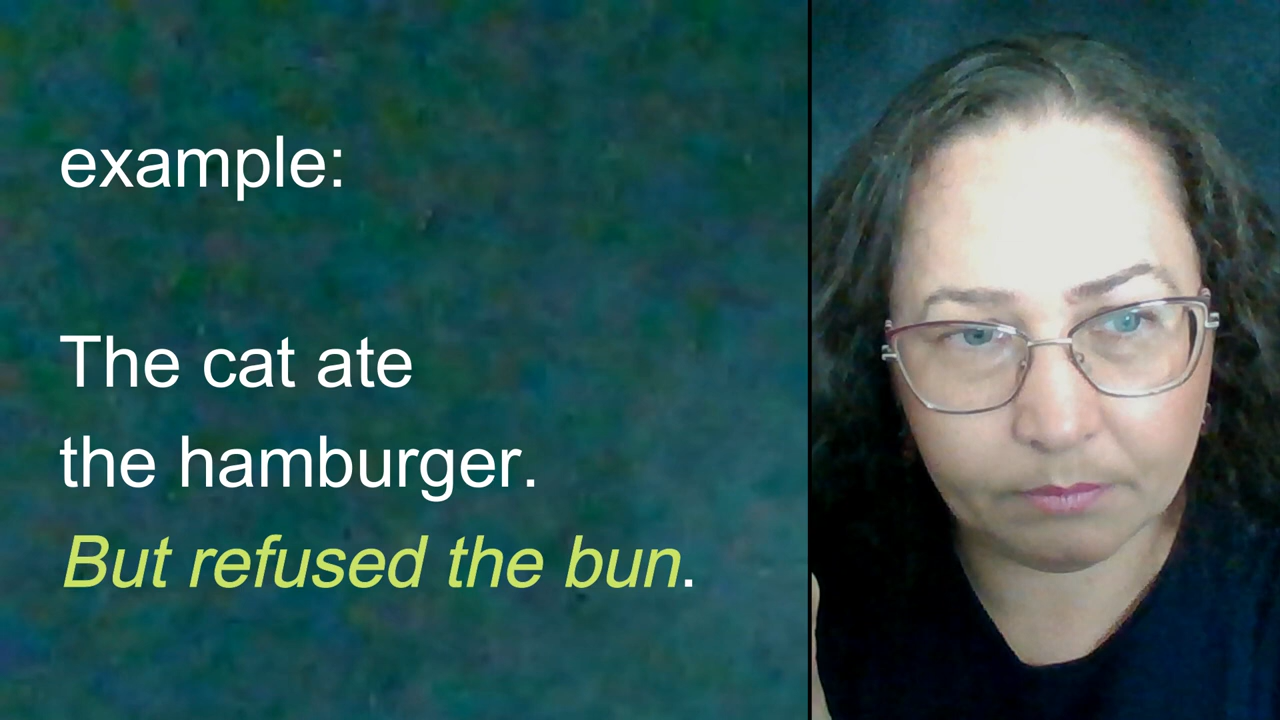 example:
The cat ate
the hamburger.
But refused the bun.